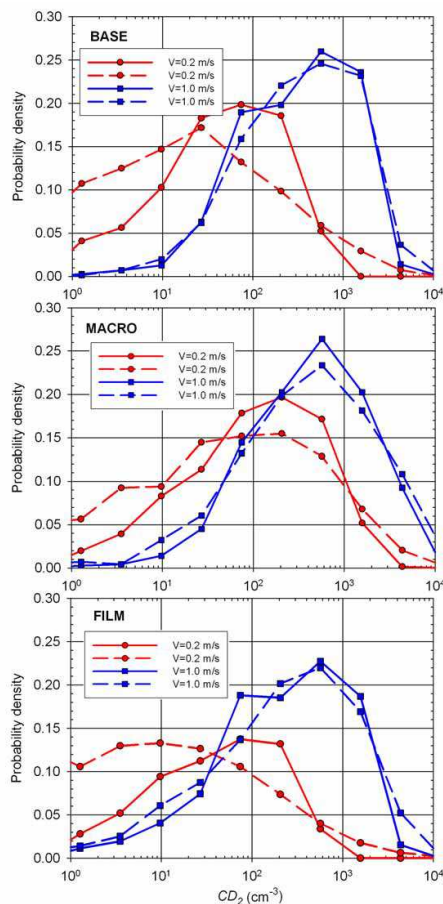 BASE
V=0.2 m/s
V=0.2 m/s
V=1.0 m/s
V=1.0 m/s
Probability density
0.30
0.25
0.20
0.15
0.10
0.05
0.00
10⁰ 10¹ 10² 10³ 10⁴
MACRO
V=0.2 m/s
V=0.2 m/s
V=1.0 m/s
V=1.0 m/s
Probability density
0.30
0.25
0.20
0.15
0.10
0.05
0.00
10⁰ 10¹ 10² 10³ 10⁴
FILM
V=0.2 m/s
V=0.2 m/s
V=1.0 m/s
V=1.0 m/s
Probability density
0.30
0.25
0.20
0.15
0.10
0.05
0.00
10⁰ 10¹ 10² 10³ 10⁴
CD₂ (cm⁻³)